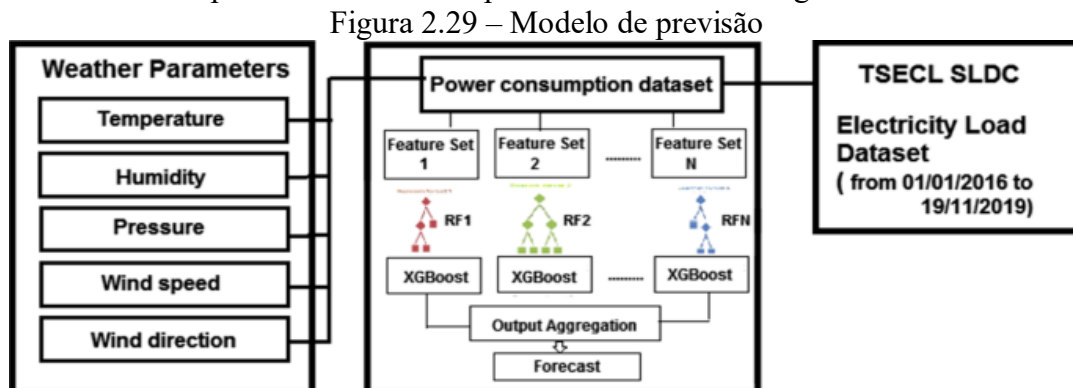 Figura 2.29 – Modelo de previsão
Weather Parameters
Temperature
Humidity
Pressure
Wind speed
Wind direction
Power consumption dataset
Feature Set
1
Feature Set
2
.........
Feature Set
N
RF1
RF2
RFN
XGBoost
XGBoost
.........
XGBoost
Output Aggregation
Forecast
TSECL SLDC
Electricity Load
Dataset
( from 01/01/2016 to
19/11/2019)